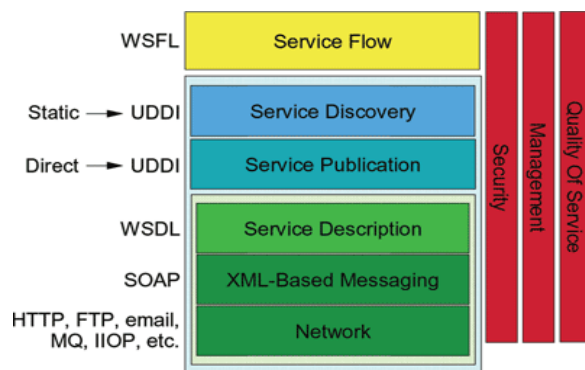 WSFL
Service Flow
Static → UDDI
Service Discovery
Direct → UDDI
Service Publication
WSDL
Service Description
SOAP
XML-Based Messaging
HTTP, FTP, email,
MQ, IIOP, etc.
Network
Security
Management
Quality Of Service